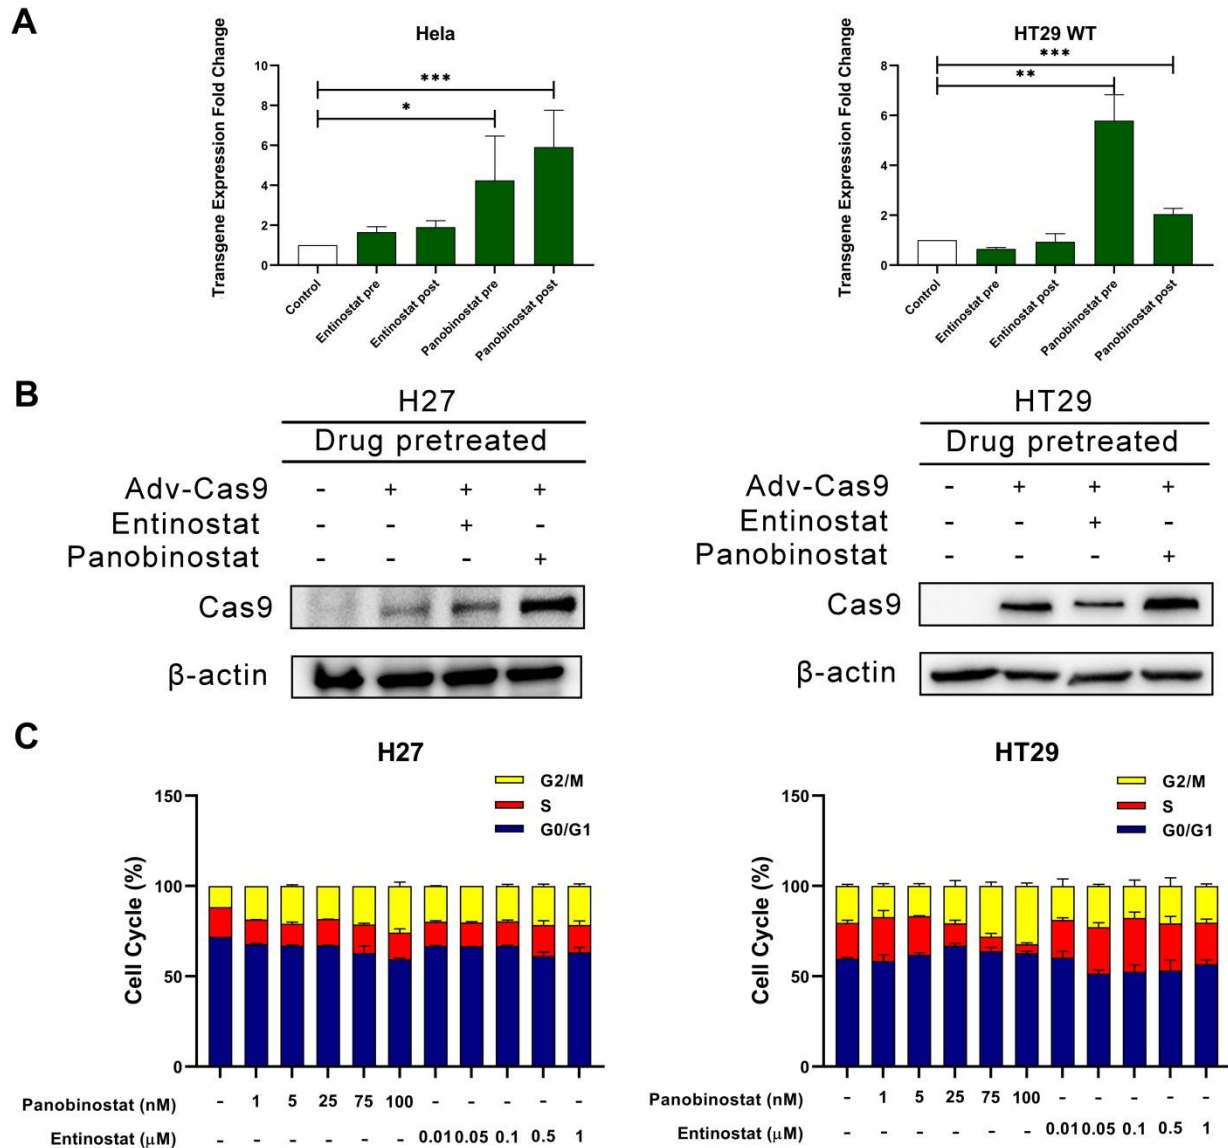 A
Hela
Transgene Expression Fold Change
10
8
6
4
2
0
***
*
Control
Entinostat pre
Entinostat post
Panobinostat pre
Panobinostat post
HT29 WT
Transgene Expression Fold Change
8
6
4
2
0
***
**
Control
Entinostat pre
Entinostat post
Panobinostat pre
Panobinostat post
B
H27
Drug pretreated
Adv-Cas9 - + + +
Entinostat - - + -
Panobinostat - - - +
Cas9
β-actin
HT29
Drug pretreated
Adv-Cas9 - + + +
Entinostat - - + -
Panobinostat - - - +
Cas9
β-actin
C
H27
G2/M
S
G0/G1
Cell Cycle (%)
150
100
50
0
Panobinostat (nM) - 1 5 25 75 100 - - - - -
Entinostat (μM) - - - - - - 0.01 0.05 0.1 0.5 1
HT29
G2/M
S
G0/G1
Cell Cycle (%)
150
100
50
0
Panobinostat (nM) - 1 5 25 75 100 - - - - -
Entinostat (μM) - - - - - - 0.01 0.05 0.1 0.5 1